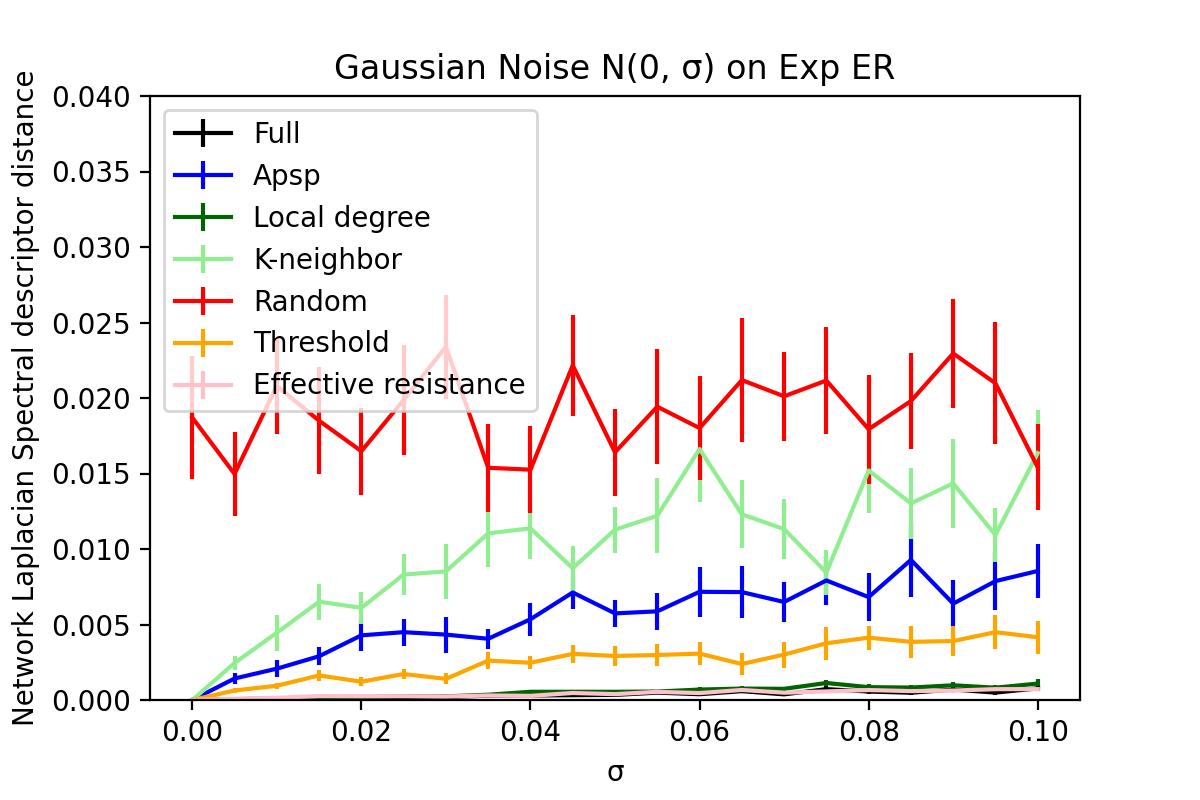 Gaussian Noise N(0, σ) on Exp ER
Network Laplacian Spectral descriptor distance
0.040
0.035
0.030
0.025
0.020
0.015
0.010
0.005
0.000
Full
Apsp
Local degree
K-neighbor
Random
Threshold
Effective resistance
0.00
0.02
0.04
0.06
0.08
0.10
σ